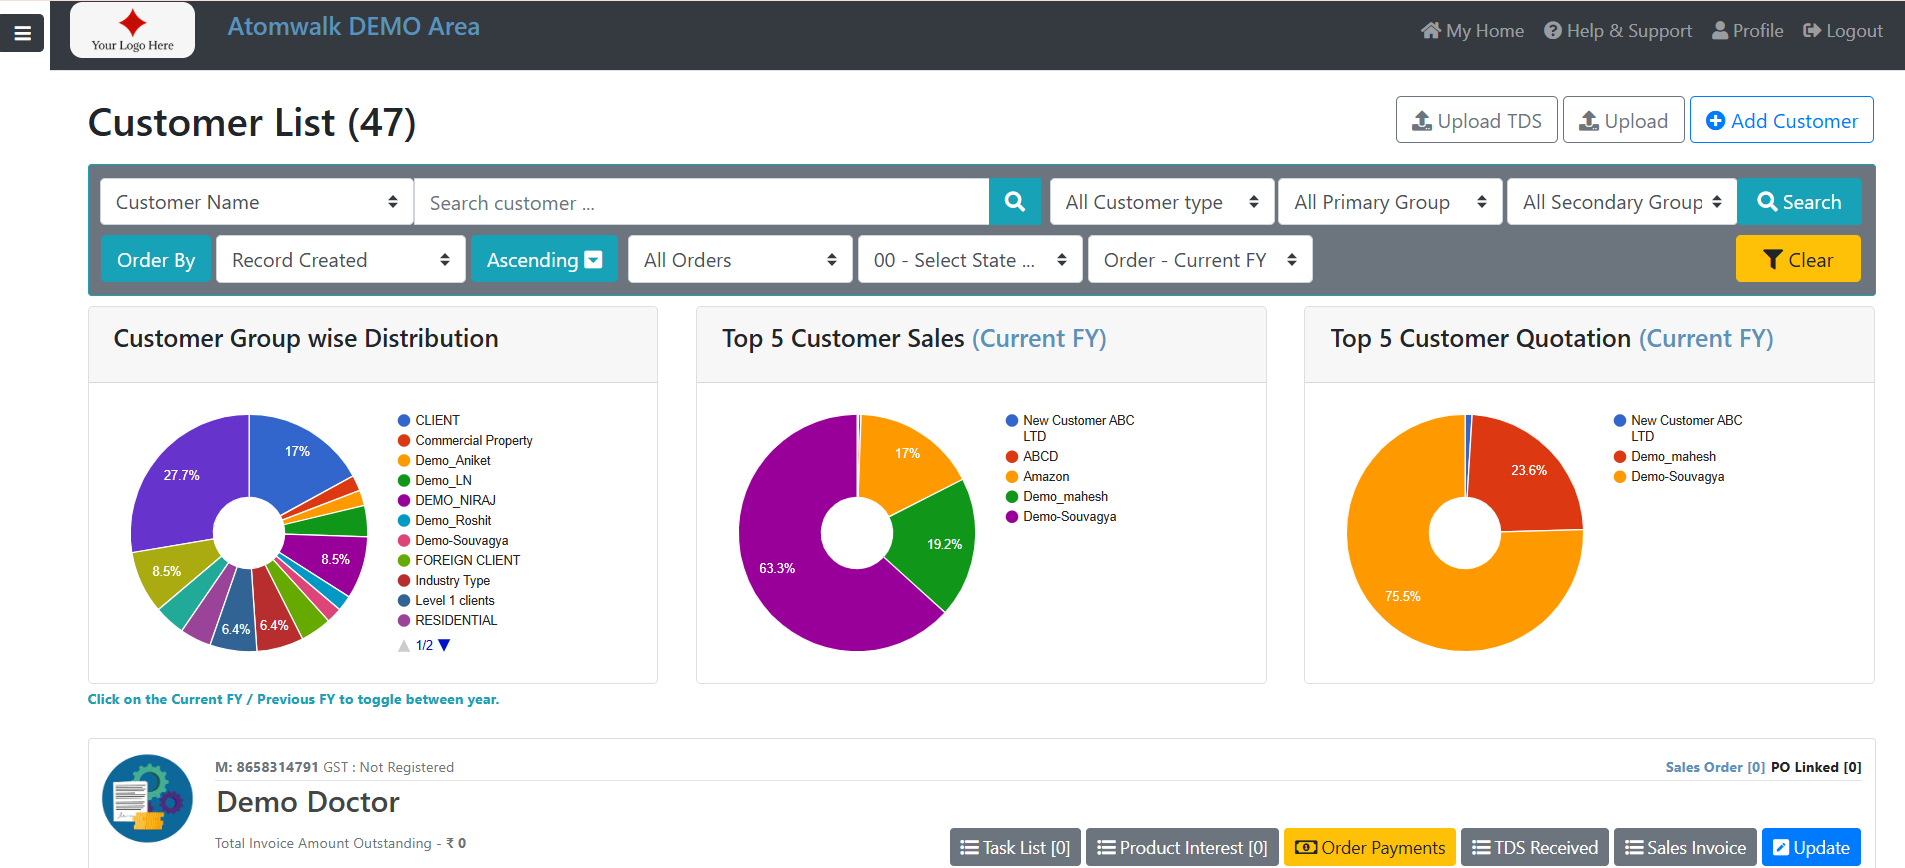 Your Logo Here
Atomwalk DEMO Area
My Home
Help & Support
Profile
Logout
Customer List (47)
Upload TDS
Upload
Add Customer
Customer Name
Search customer ...
All Customer type
All Primary Group
All Secondary Group
Search
Order By
Record Created
Ascending
All Orders
00 - Select State ...
Order - Current FY
Clear
Customer Group wise Distribution
17%
27.7%
8.5%
8.5%
6.4%
6.4%
CLIENT
Commercial Property
Demo_Aniket
Demo_LN
DEMO_NIRAJ
Demo_Roshit
Demo-Souvagya
FOREIGN CLIENT
Industry Type
Level 1 clients
RESIDENTIAL
1/2
Top 5 Customer Sales (Current FY)
17%
19.2%
63.3%
New Customer ABC
LTD
ABCD
Amazon
Demo_mahesh
Demo-Souvagya
Top 5 Customer Quotation (Current FY)
23.6%
75.5%
New Customer ABC
LTD
Demo_mahesh
Demo-Souvagya
Click on the Current FY / Previous FY to toggle between year.
M: 8658314791 GST : Not Registered
Sales Order [0] PO Linked [0]
Demo Doctor
Total Invoice Amount Outstanding - ₹ 0
Task List [0]
Product Interest [0]
Order Payments
TDS Received
Sales Invoice
Update